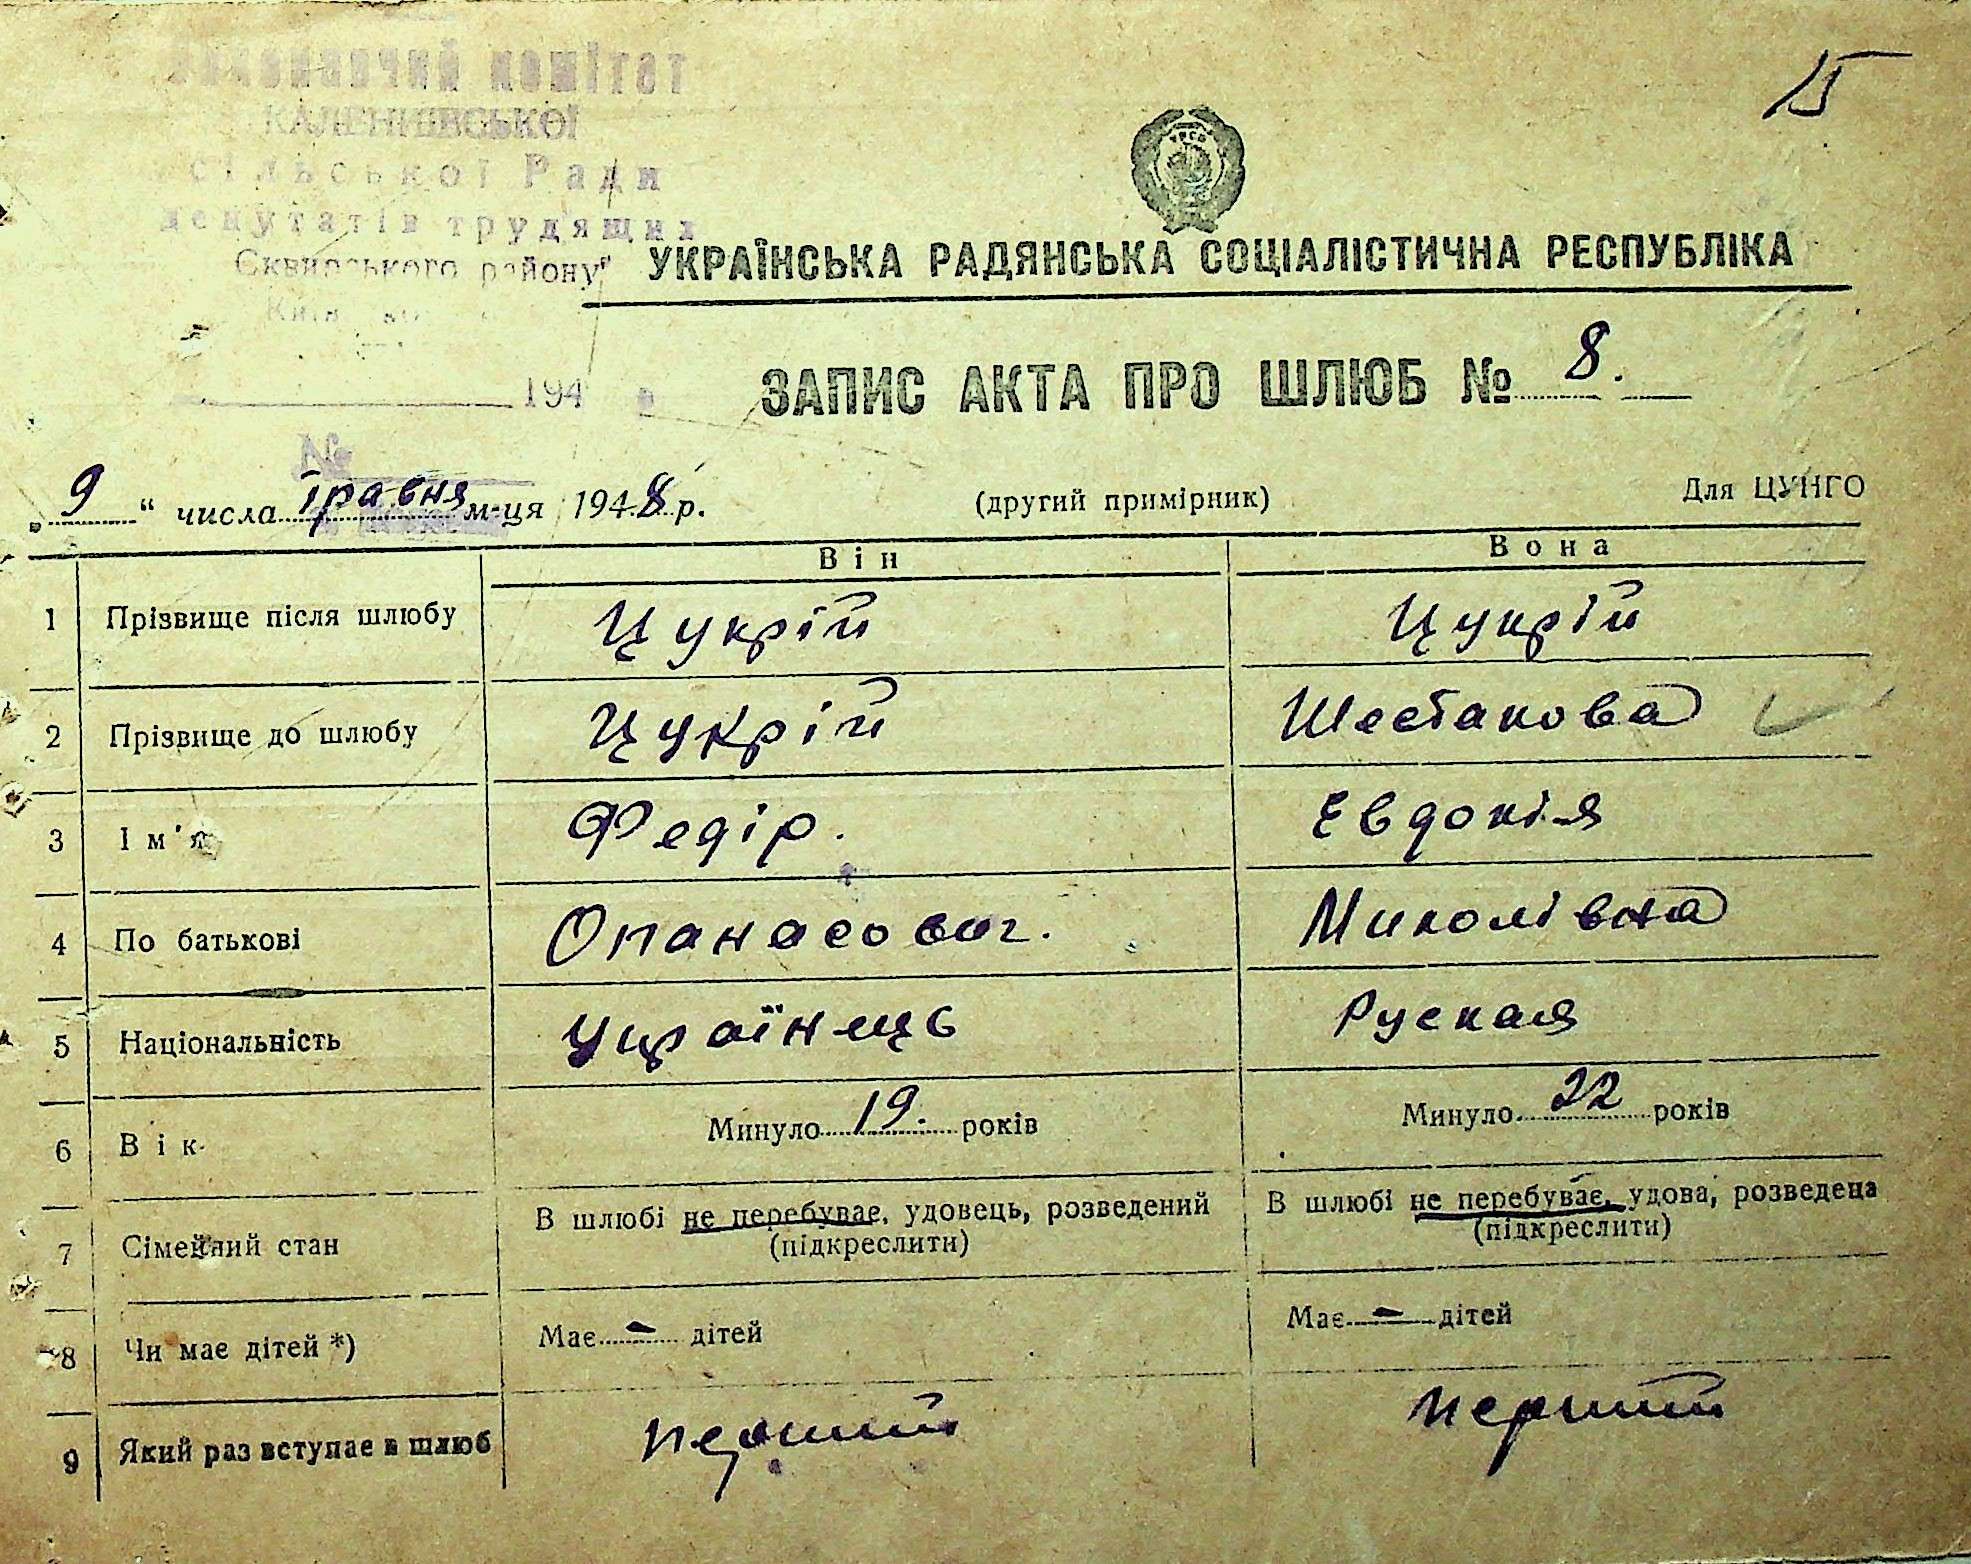 15
Виконавчий комітет
КАЛЕНИЦЬКОЇ
сільської Ради
депутатів трудящих
Сквирського району
УКРАЇНСЬКА РАДЯНСЬКА СОЦІАЛІСТИЧНА РЕСПУБЛІКА
ЗАПИС АКТА ПРО ШЛЮБ № 8.
194 р
№
„9“ числа травня м-ця 1948 р. (другий примірник) Для ЦУНГО
Він Вона
1 Прізвище після шлюбу Цукрій Цукрій
2 Прізвище до шлюбу Цукрій Шестакова
3 Ім'я Федір. Евдокія
4 По батькові Опанасович. Миколівна
5 Національність Українець Руская
6 Вік Минуло 19. років Минуло 22 років
7 Сімейний стан В шлюбі не перебуває, удовець, розведений В шлюбі не перебуває, удова, розведена
(підкреслити) (підкреслити)
8 Чи має дітей *) Має - дітей Має - дітей
9 Який раз вступає в шлюб перший перший